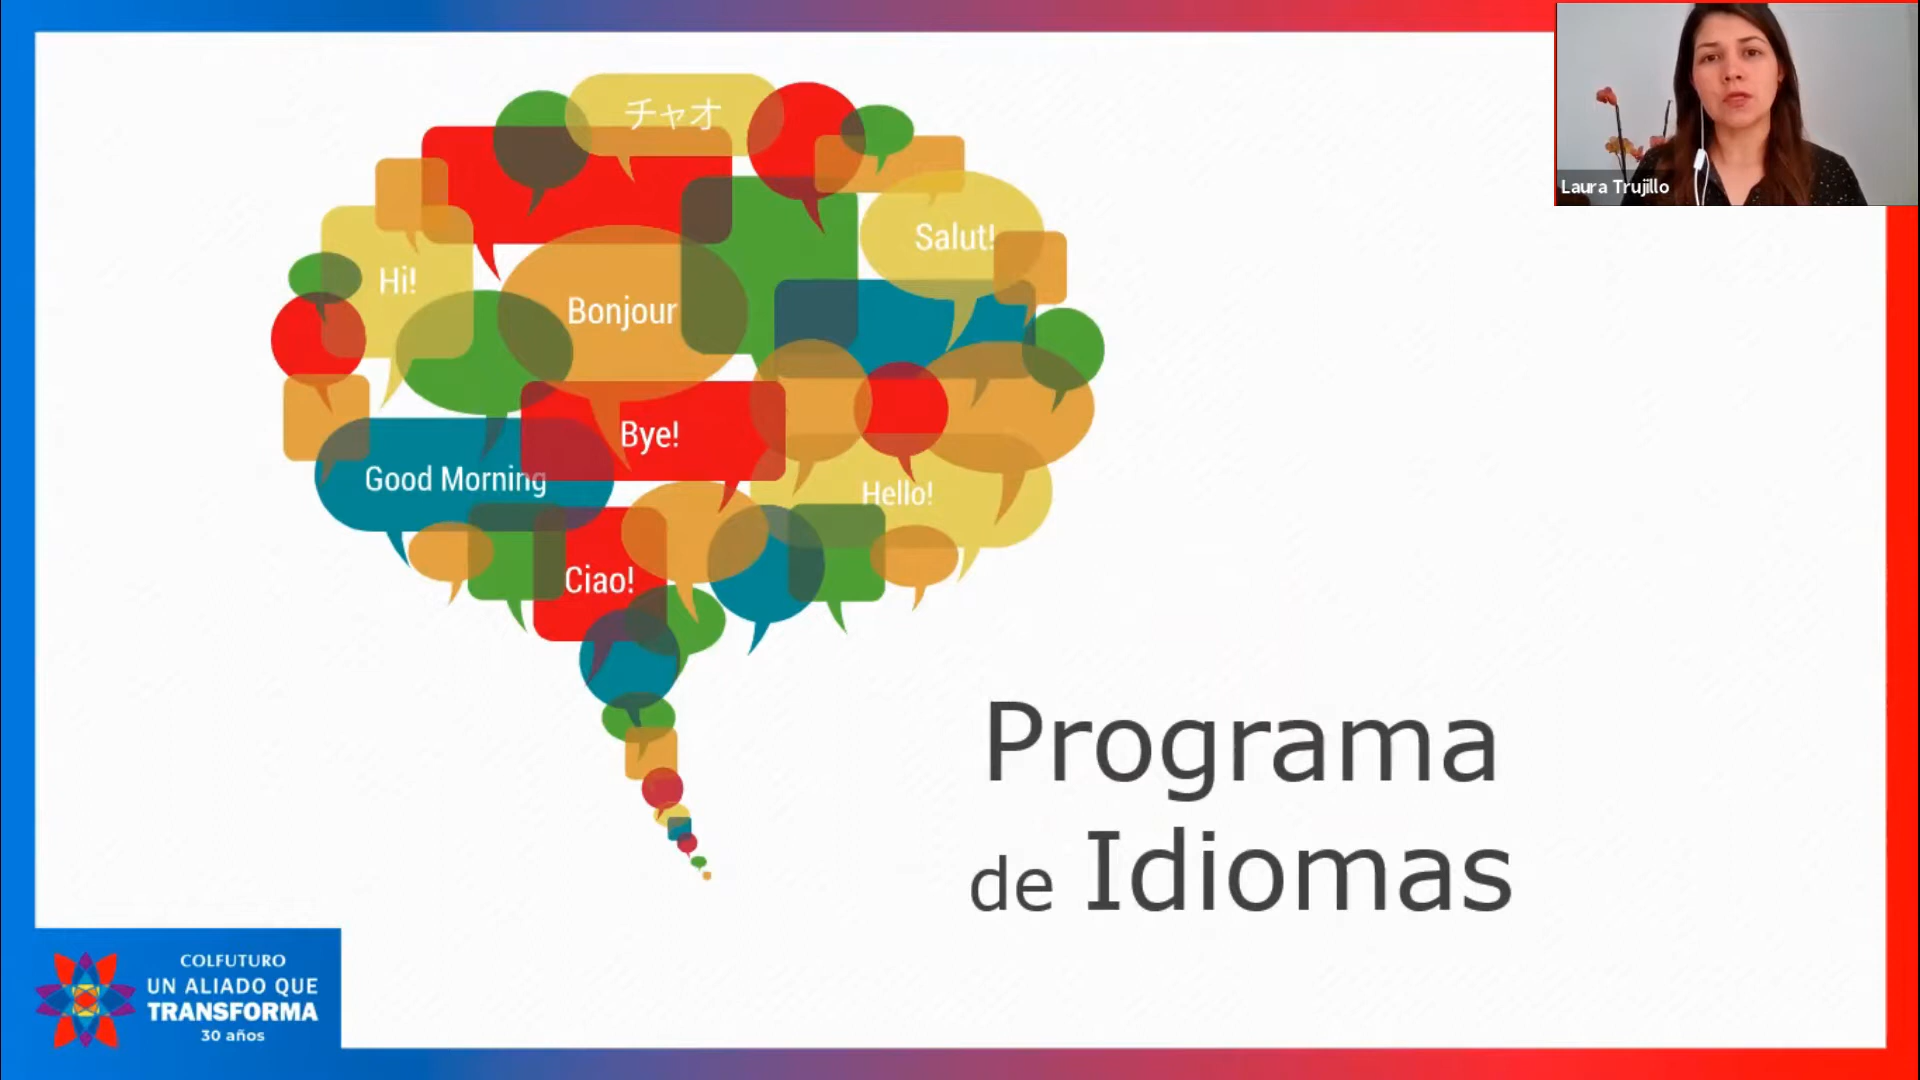 チャオ
Laura Trujillo
Salut!
Hi!
Bonjour
Bye!
Good Morning
Hello!
Ciao!
Programa
de Idiomas
COLFUTURO
UN ALIADO QUE
TRANSFORMA
30 años